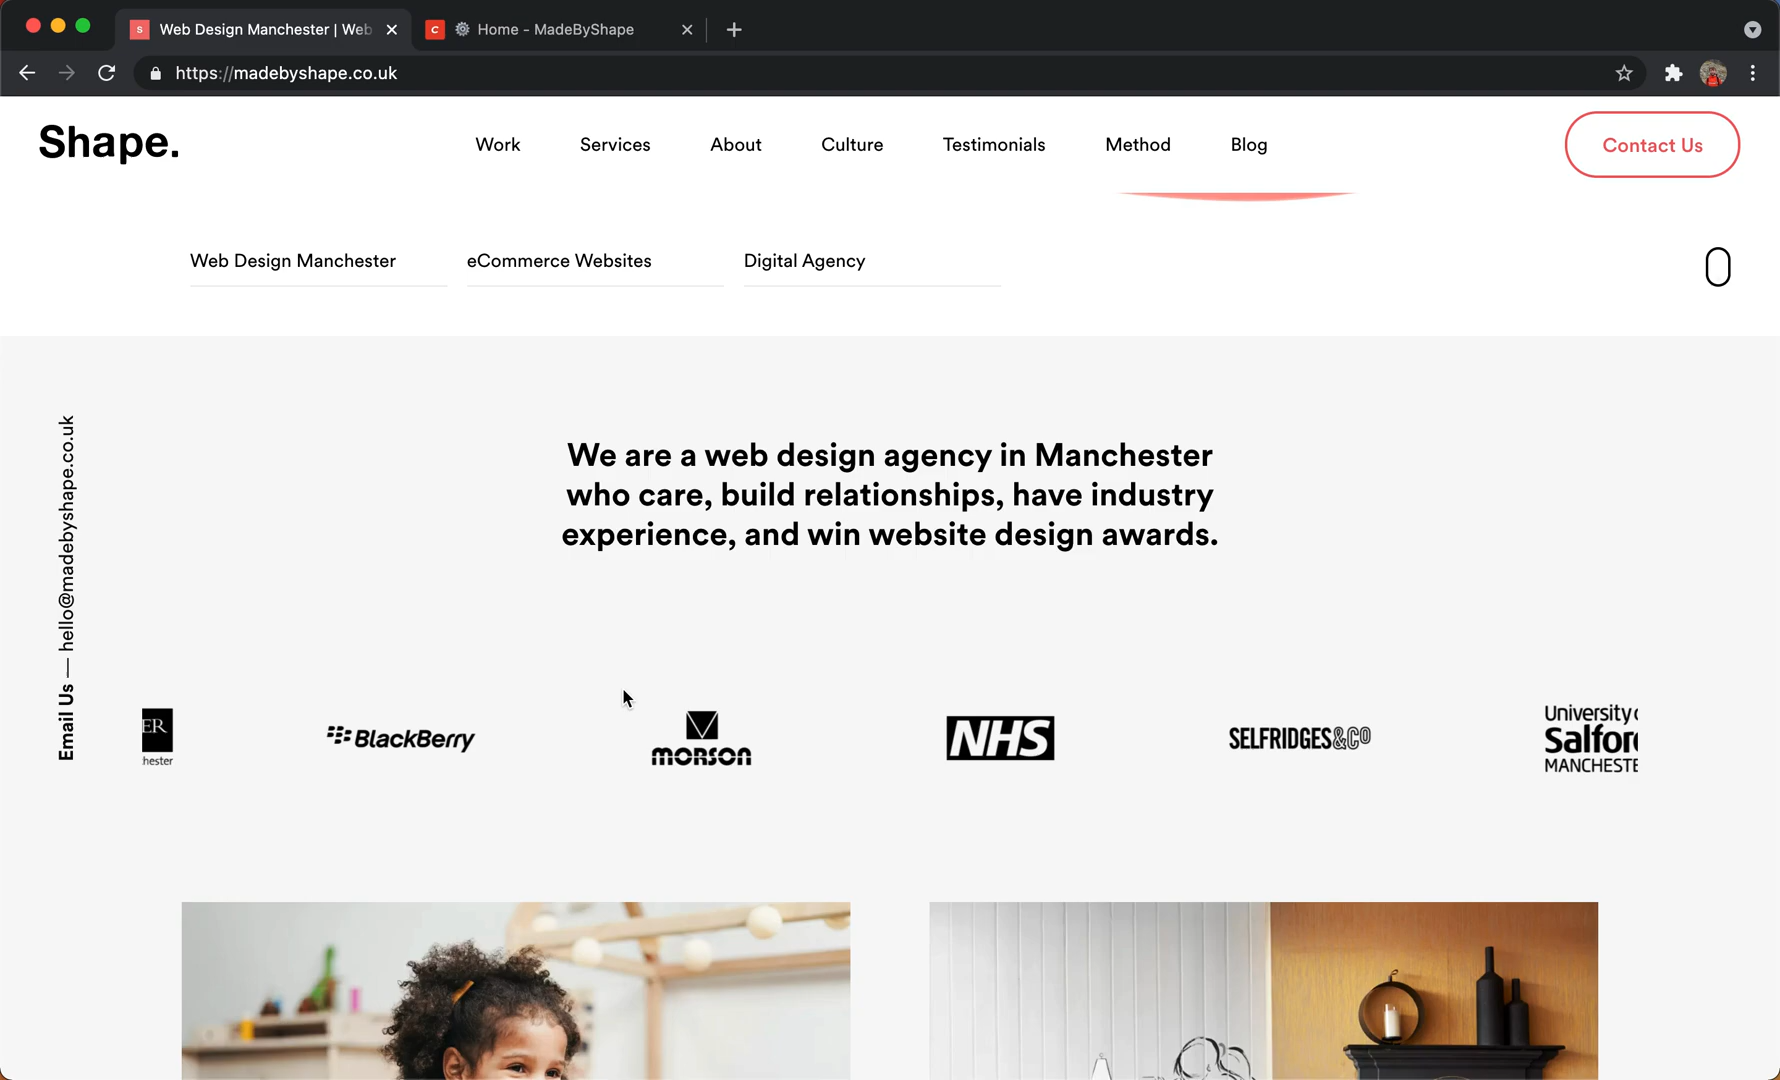 S Web Design Manchester | Web
C Home - MadeByShape
https://madebyshape.co.uk
Shape.
Work
Services
About
Culture
Testimonials
Method
Blog
Contact Us
Web Design Manchester
eCommerce Websites
Digital Agency
Email Us — hello@madebyshape.co.uk
We are a web design agency in Manchester
who care, build relationships, have industry
experience, and win website design awards.
ER
hester
BlackBerry
MORSON
NHS
SELFRIDGES&CO
University
Salfor
MANCHESTE